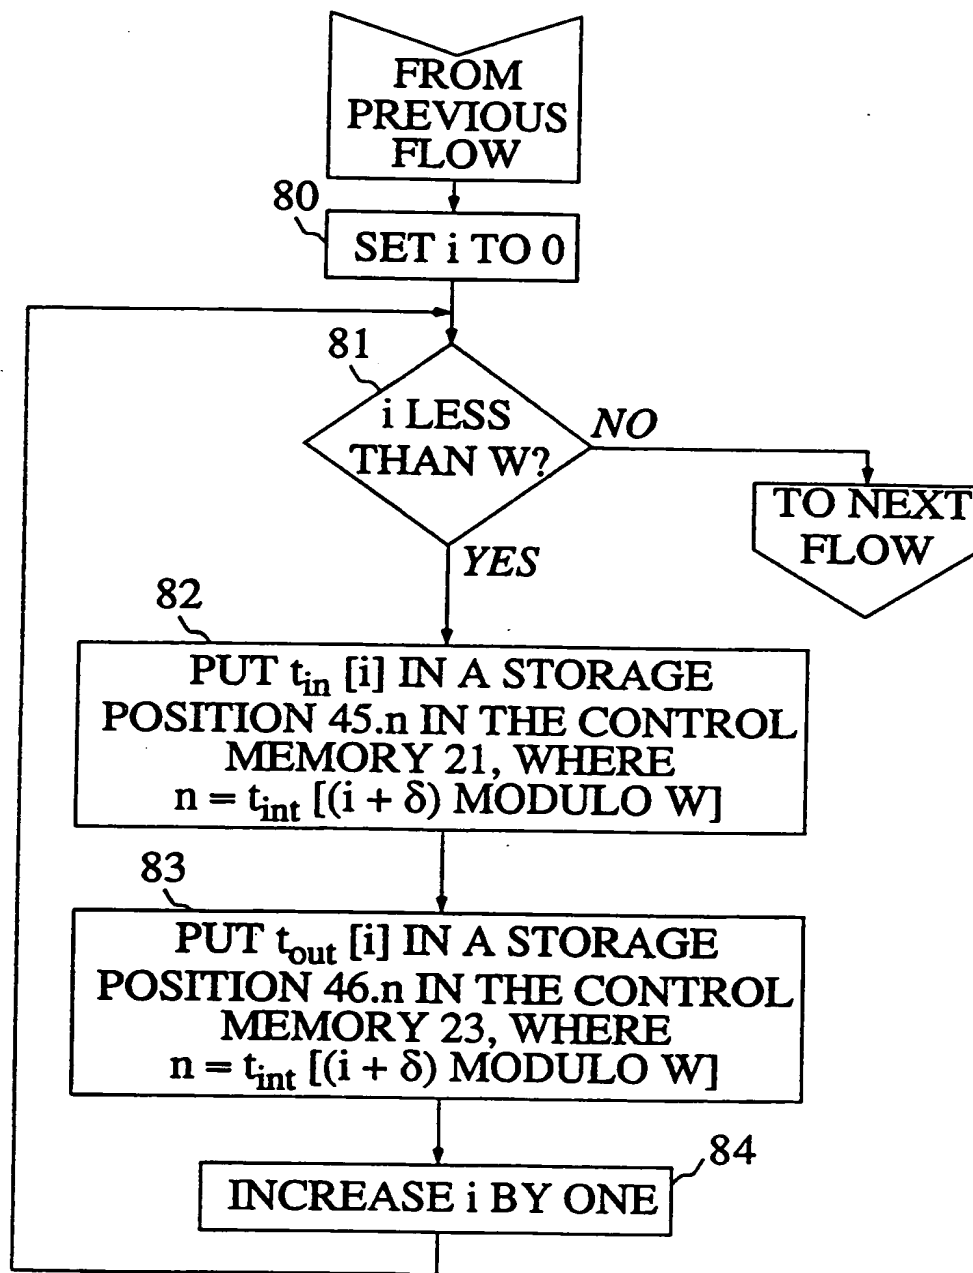 FROM
PREVIOUS
FLOW
80
SET i TO 0
81
i LESS
THAN W?
NO
TO NEXT
FLOW
YES
82
PUT t_in [i] IN A STORAGE
POSITION 45.n IN THE CONTROL
MEMORY 21, WHERE
n = t_int [(i + δ) MODULO W]
83
PUT t_out [i] IN A STORAGE
POSITION 46.n IN THE CONTROL
MEMORY 23, WHERE
n = t_int [(i + δ) MODULO W]
84
INCREASE i BY ONE